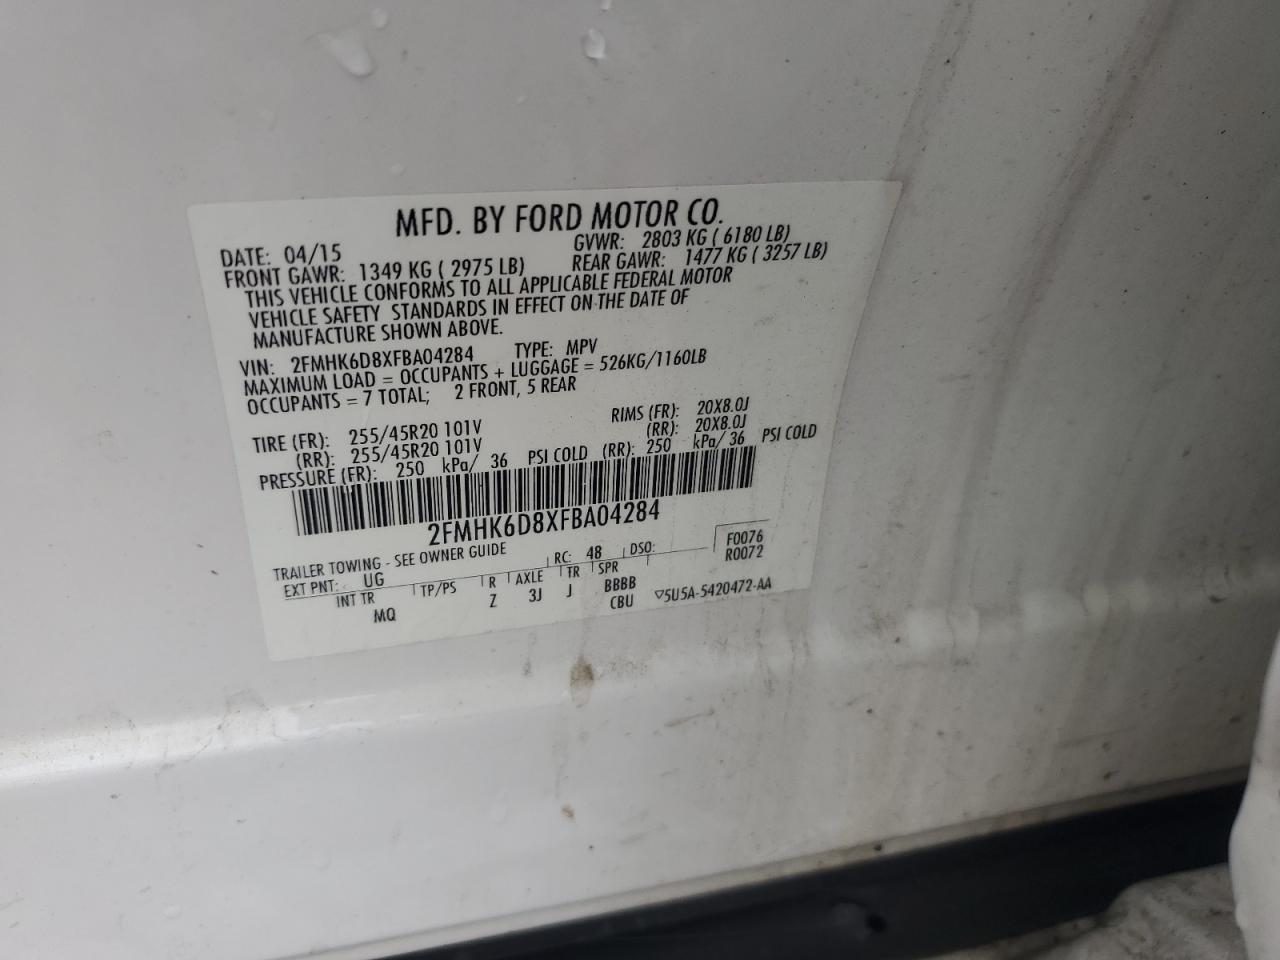 MFD. BY FORD MOTOR CO.
DATE: 04/15 GVWR: 2803 KG ( 6180 LB)
FRONT GAWR: 1349 KG ( 2975 LB) REAR GAWR: 1477 KG ( 3257 LB)
THIS VEHICLE CONFORMS TO ALL APPLICABLE FEDERAL MOTOR
VEHICLE SAFETY STANDARDS IN EFFECT ON THE DATE OF
MANUFACTURE SHOWN ABOVE.
VIN: 2FMHK6D8XFBA04284 TYPE: MPV
MAXIMUM LOAD = OCCUPANTS + LUGGAGE = 526KG/1160LB
OCCUPANTS = 7 TOTAL; 2 FRONT, 5 REAR
TIRE (FR): 255/45R20 101V RIMS (FR): 20X8.0J
(RR): 255/45R20 101V (RR): 20X8.0J
PRESSURE (FR): 250 kPa/ 36 PSI COLD (RR): 250 kPa/ 36 PSI COLD
2FMHK6D8XFBA04284
TRAILER TOWING - SEE OWNER GUIDE
F0076
R0072
EXT PNT: UG RC: 48 DSO:
INT TR TP/PS R AXLE TR SPR
MQ Z 3J J BBBB
CBU ▽5U5A-5420472-AA